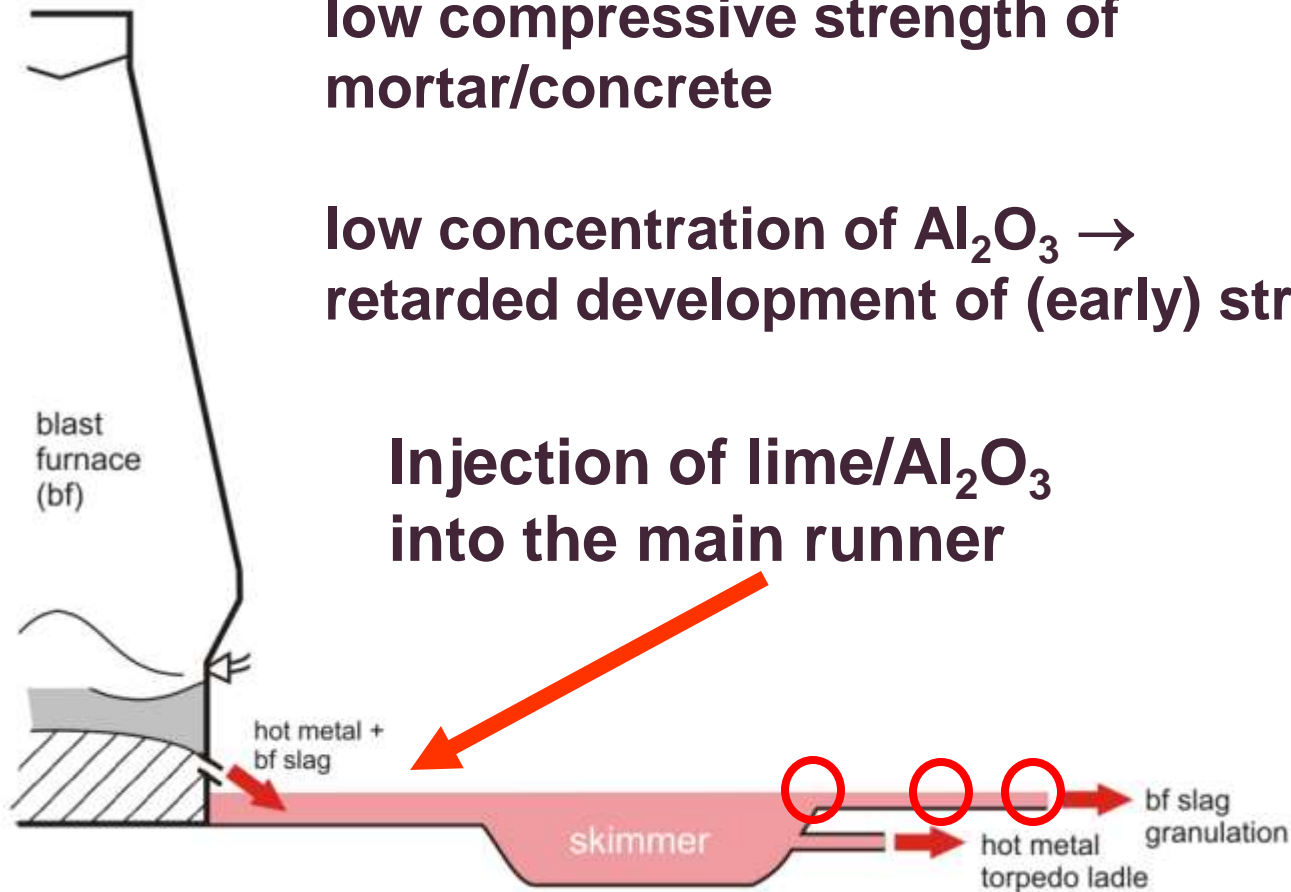 low compressive strength of
mortar/concrete
low concentration of Al₂O₃ →
retarded development of (early) str
Injection of lime/Al₂O₃
into the main runner
blast
furnace
(bf)
hot metal +
bf slag
skimmer
bf slag
granulation
hot metal
torpedo ladle